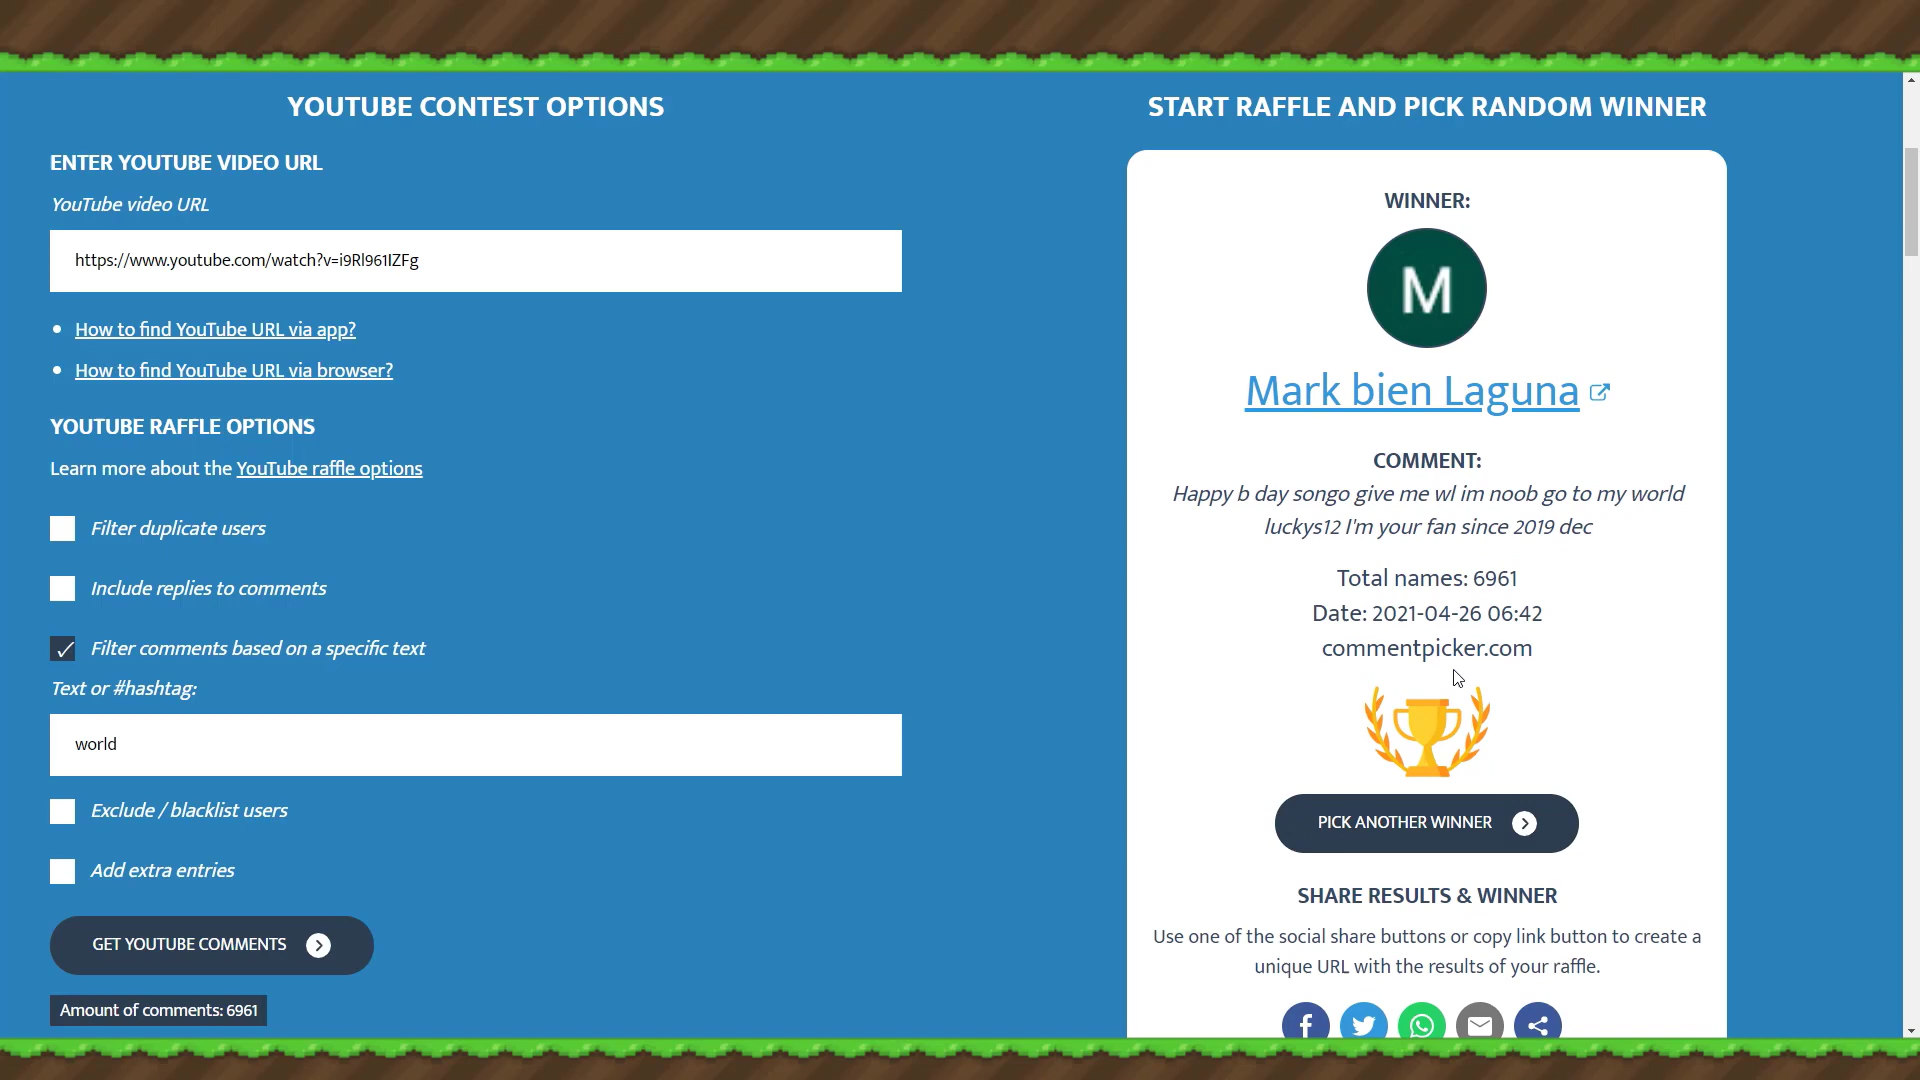 YOUTUBE CONTEST OPTIONS
ENTER YOUTUBE VIDEO URL
YouTube video URL
https://www.youtube.com/watch?v=i9Rl961IZFg
How to find YouTube URL via app?
How to find YouTube URL via browser?
YOUTUBE RAFFLE OPTIONS
Learn more about the YouTube raffle options
Filter duplicate users
Include replies to comments
Filter comments based on a specific text
Text or #hashtag:
world
Exclude / blacklist users
Add extra entries
GET YOUTUBE COMMENTS
Amount of comments: 6961
START RAFFLE AND PICK RANDOM WINNER
WINNER:
M
Mark bien Laguna
COMMENT:
Happy b day songo give me wl im noob go to my world
luckys12 I'm your fan since 2019 dec
Total names: 6961
Date: 2021-04-26 06:42
commentpicker.com
PICK ANOTHER WINNER
SHARE RESULTS & WINNER
Use one of the social share buttons or copy link button to create a
unique URL with the results of your raffle.